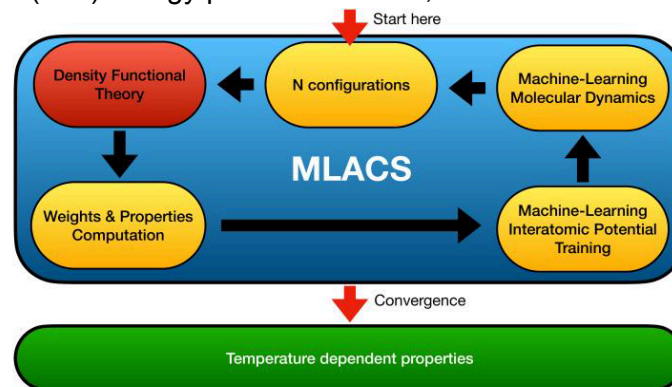 Start here
Density Functional
Theory
N configurations
Machine-Learning
Molecular Dynamics
MLACS
Weights & Properties
Computation
Machine-Learning
Interatomic Potential
Training
Convergence
Temperature dependent properties